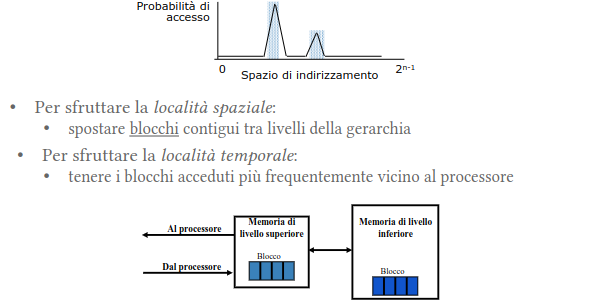 Probabilità di
accesso
0
2ⁿ⁻¹
Spazio di indirizzamento
• Per sfruttare la località spaziale:
• spostare blocchi contigui tra livelli della gerarchia
• Per sfruttare la località temporale:
• tenere i blocchi acceduti più frequentemente vicino al processore
Al processore
Dal processore
Memoria di
livello superiore
Blocco
Memoria di livello
inferiore
Blocco